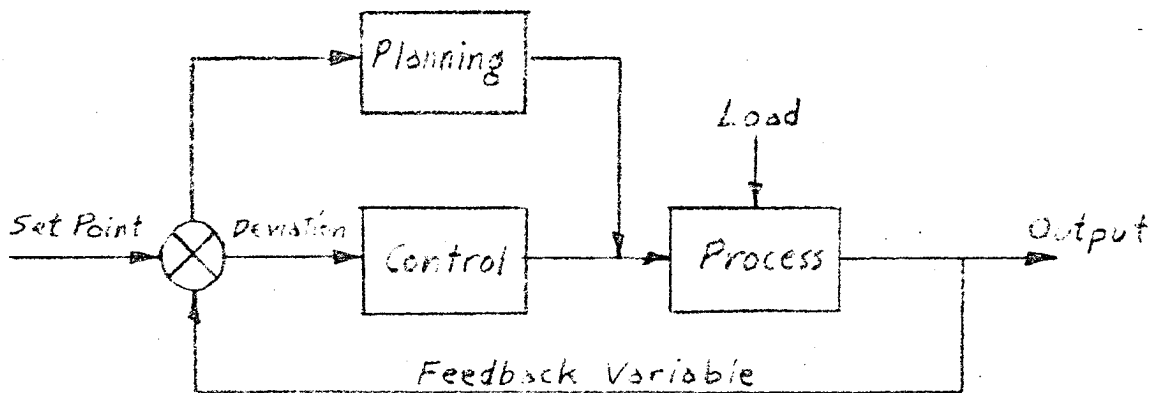 Planning
Load
Set Point
Deviation
Control
Process
Output
Feedback Variable